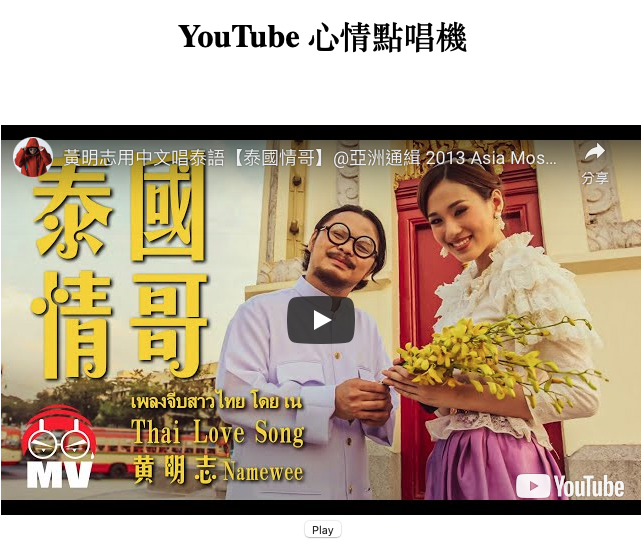 YouTube 心情點唱機
黃明志用中文唱泰語【泰國情哥】@亞洲通緝 2013 Asia Mos...
分享
泰國
情哥
เพลงจีบสาวไทย โดย เน
Thai Love Song
黃明志 Namewee
MV
YouTube
Play